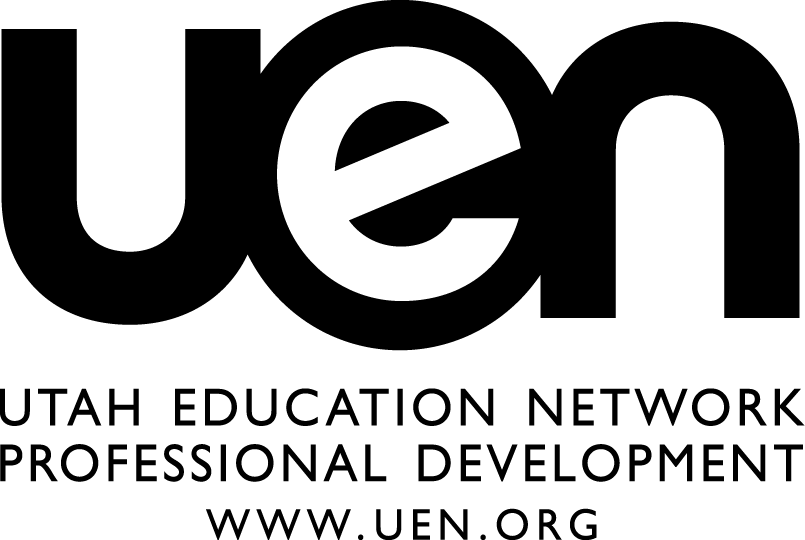 uen
UTAH EDUCATION NETWORK
PROFESSIONAL DEVELOPMENT
WWW.UEN.ORG